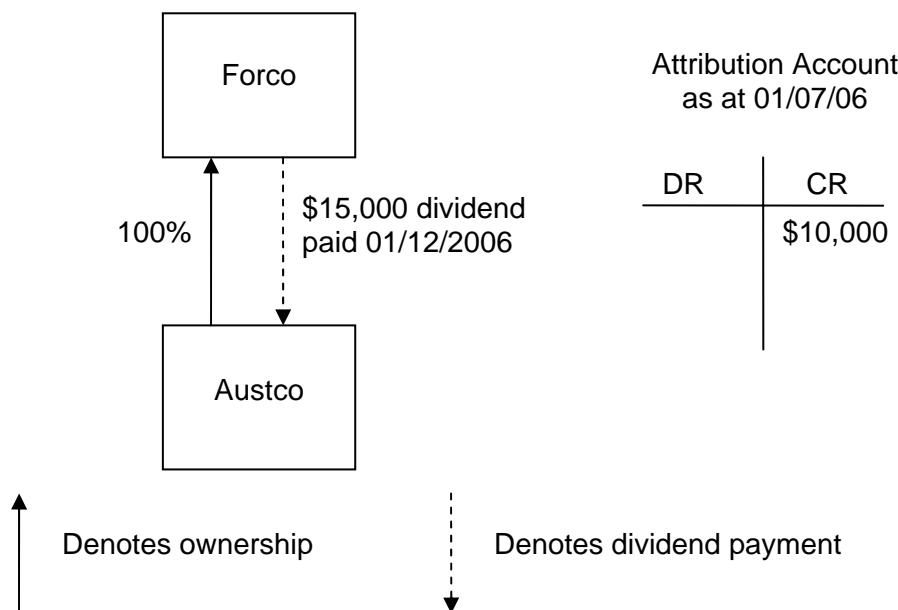 Forco
Attribution Account
as at 01/07/06
DR CR
$10,000
100%
$15,000 dividend
paid 01/12/2006
Austco
Denotes ownership
Denotes dividend payment